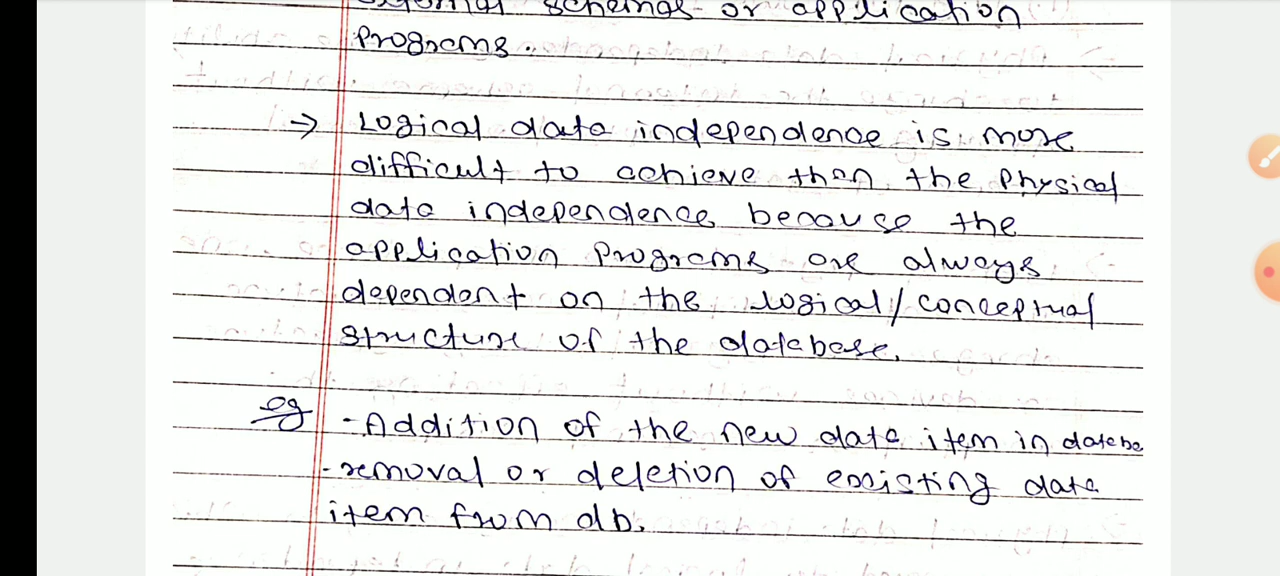 external schemas or application
programs.
→ Logical data independence is more
difficult to achieve than the physical
data independence because the
application programs are always
dependent on the logical/conceptual
structure of the database.
eg - Addition of the new data item in databe
- removal or deletion of existing data
item from db.